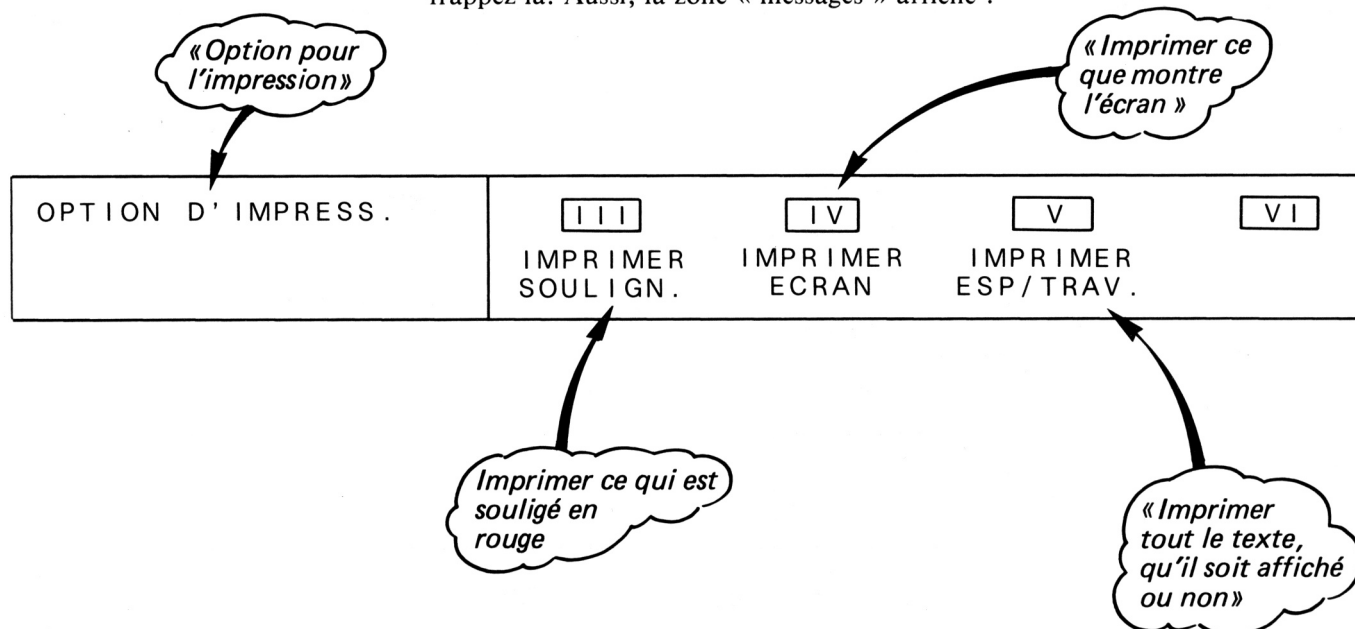 frappez-la. Aussi, la zone « messages » affiche :
«Option pour
l'impression»
«Imprimer ce
que montre
l'écran »
OPTION D'IMPRESS.
III
IV
V
VI
IMPRIMER
SOULIGN.
IMPRIMER
ECRAN
IMPRIMER
ESP/TRAV.
Imprimer ce qui est
souligé en
rouge
«Imprimer
tout le texte,
qu'il soit affiché
ou non»